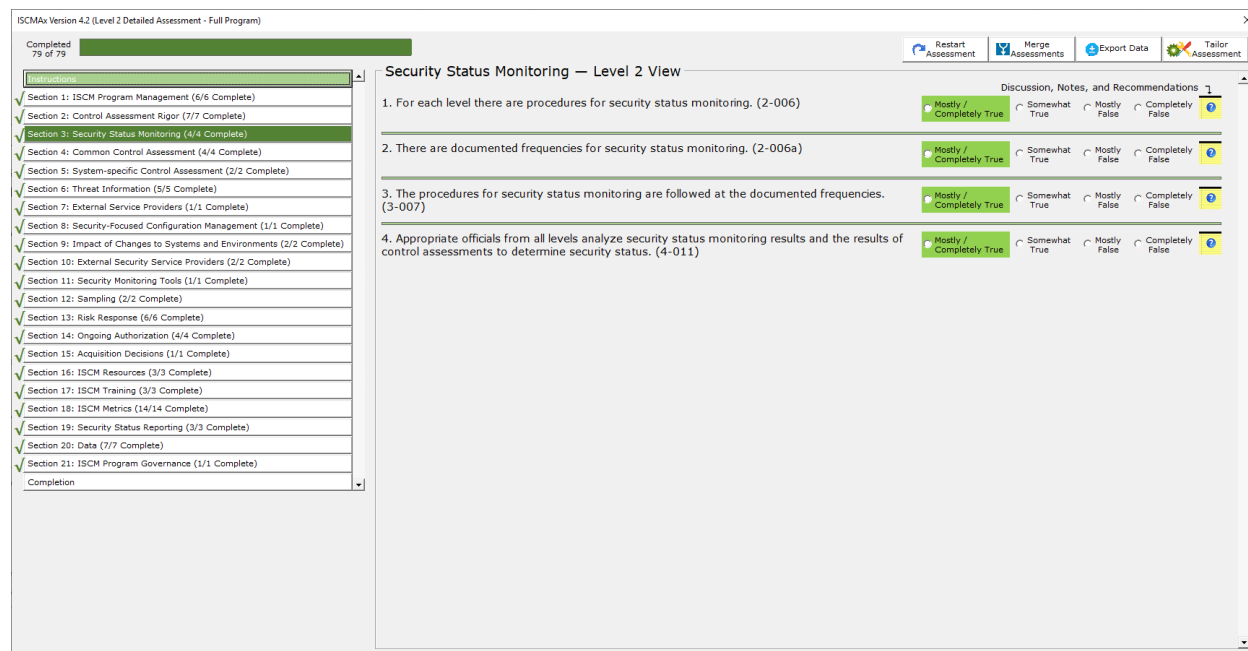 ISCMAx Version 4.2 (Level 2 Detailed Assessment - Full Program)
Completed
79 of 79
Restart
Assessment
Merge
Assessments
Export Data
Tailor
Assessment
Instructions
Section 1: ISCM Program Management (6/6 Complete)
Section 2: Control Assessment Rigor (7/7 Complete)
Section 3: Security Status Monitoring (4/4 Complete)
Section 4: Common Control Assessment (4/4 Complete)
Section 5: System-specific Control Assessment (2/2 Complete)
Section 6: Threat Information (5/5 Complete)
Section 7: External Service Providers (1/1 Complete)
Section 8: Security-Focused Configuration Management (1/1 Complete)
Section 9: Impact of Changes to Systems and Environments (2/2 Complete)
Section 10: External Security Service Providers (2/2 Complete)
Section 11: Security Monitoring Tools (1/1 Complete)
Section 12: Sampling (2/2 Complete)
Section 13: Risk Response (6/6 Complete)
Section 14: Ongoing Authorization (4/4 Complete)
Section 15: Acquisition Decisions (1/1 Complete)
Section 16: ISCM Resources (3/3 Complete)
Section 17: ISCM Training (3/3 Complete)
Section 18: ISCM Metrics (14/14 Complete)
Section 19: Security Status Reporting (3/3 Complete)
Section 20: Data (7/7 Complete)
Section 21: ISCM Program Governance (1/1 Complete)
Completion
Security Status Monitoring — Level 2 View
Discussion, Notes, and Recommendations
1. For each level there are procedures for security status monitoring. (2-006)
Mostly / Somewhat Mostly Completely
Completely True True False False
2. There are documented frequencies for security status monitoring. (2-006a)
Mostly / Somewhat Mostly Completely
Completely True True False False
3. The procedures for security status monitoring are followed at the documented frequencies.
(3-007)
Mostly / Somewhat Mostly Completely
Completely True True False False
4. Appropriate officials from all levels analyze security status monitoring results and the results of
control assessments to determine security status. (4-011)
Mostly / Somewhat Mostly Completely
Completely True True False False